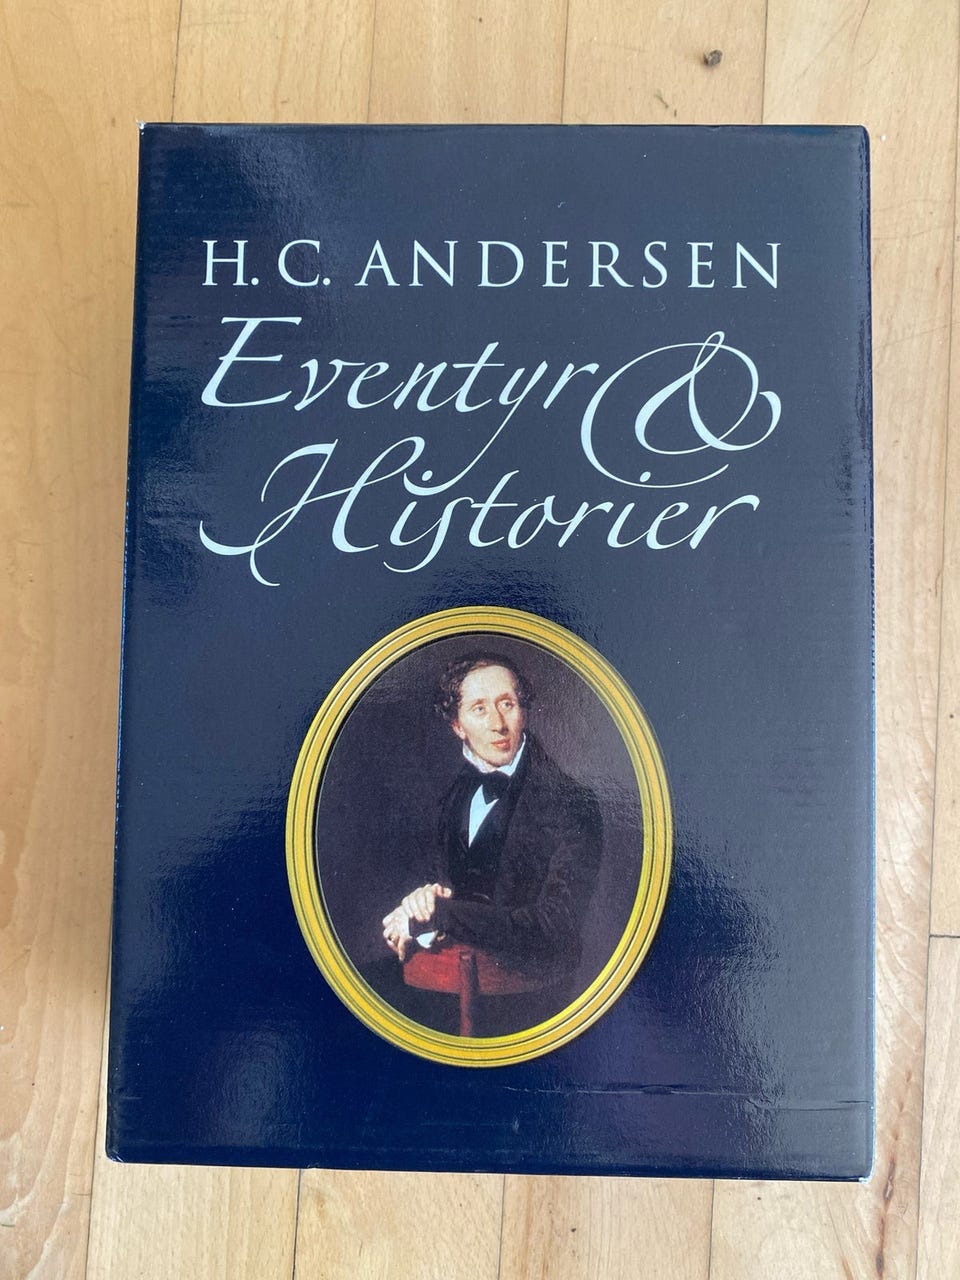 H. C. ANDERSEN
Eventyr &
Historier